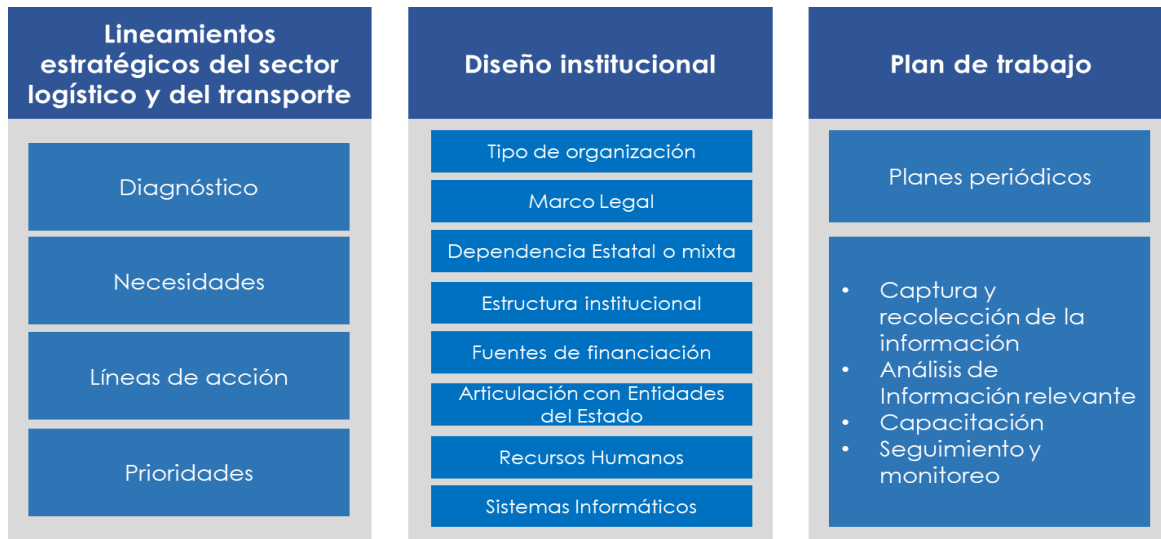 Lineamientos
estratégicos del sector
logístico y del transporte
Diagnóstico
Necesidades
Líneas de acción
Prioridades
Diseño institucional
Tipo de organización
Marco Legal
Dependencia Estatal o mixta
Estructura institucional
Fuentes de financiación
Articulación con Entidades
del Estado
Recursos Humanos
Sistemas Informáticos
Plan de trabajo
Planes periódicos
• Captura y
recolección de la
información
• Análisis de
Información relevante
• Capacitación
• Seguimiento y
monitoreo